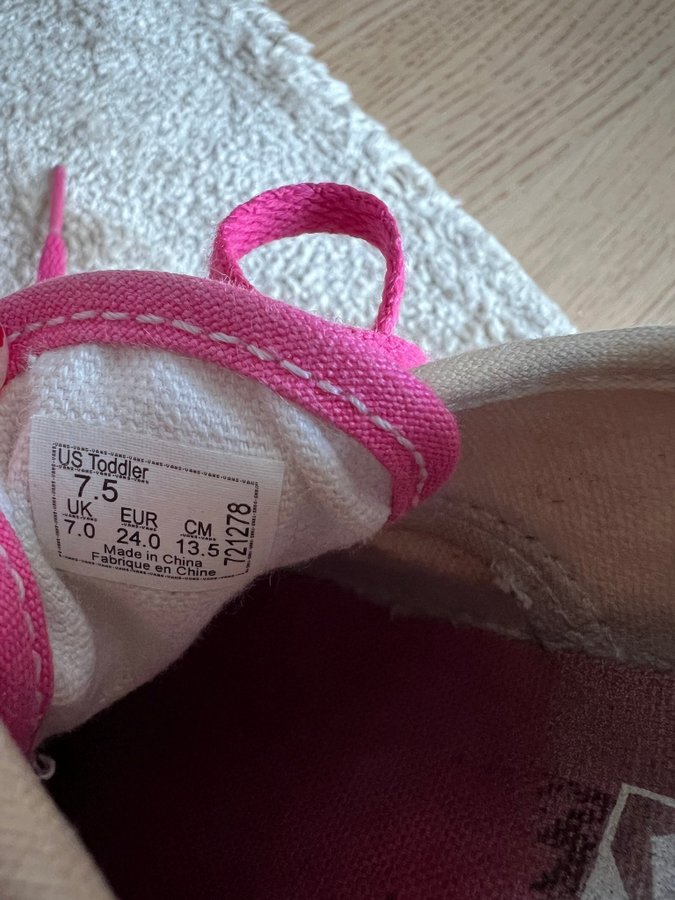 US Toddler
7.5
UK EUR CM
7.0 24.0 13.5
Made in China
Fabrique en Chine
721278